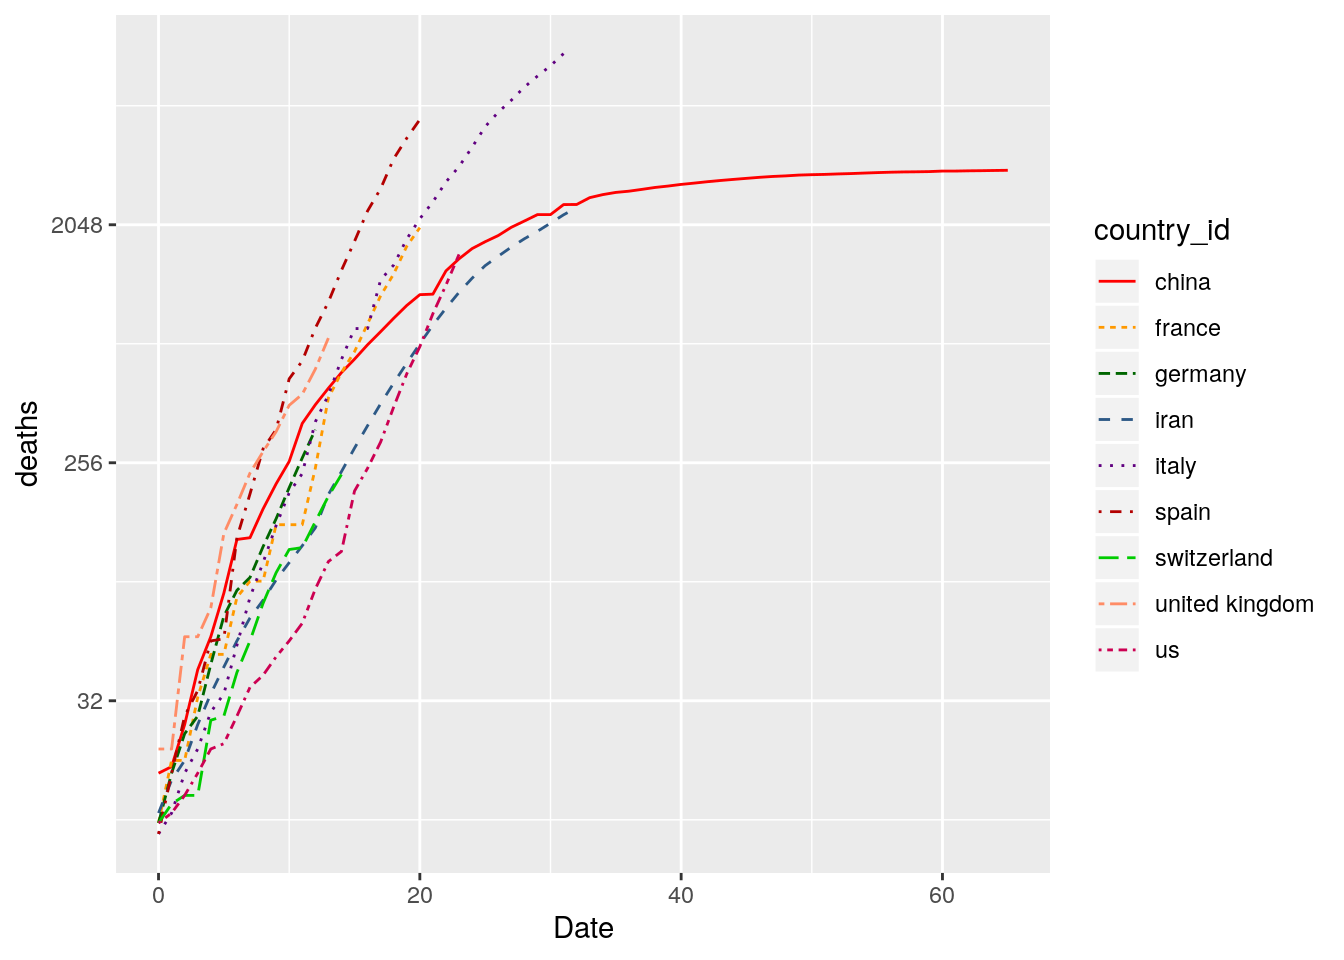 deaths
2048
256
32
0
20
40
60
Date
country_id
china
france
germany
iran
italy
spain
switzerland
united kingdom
us